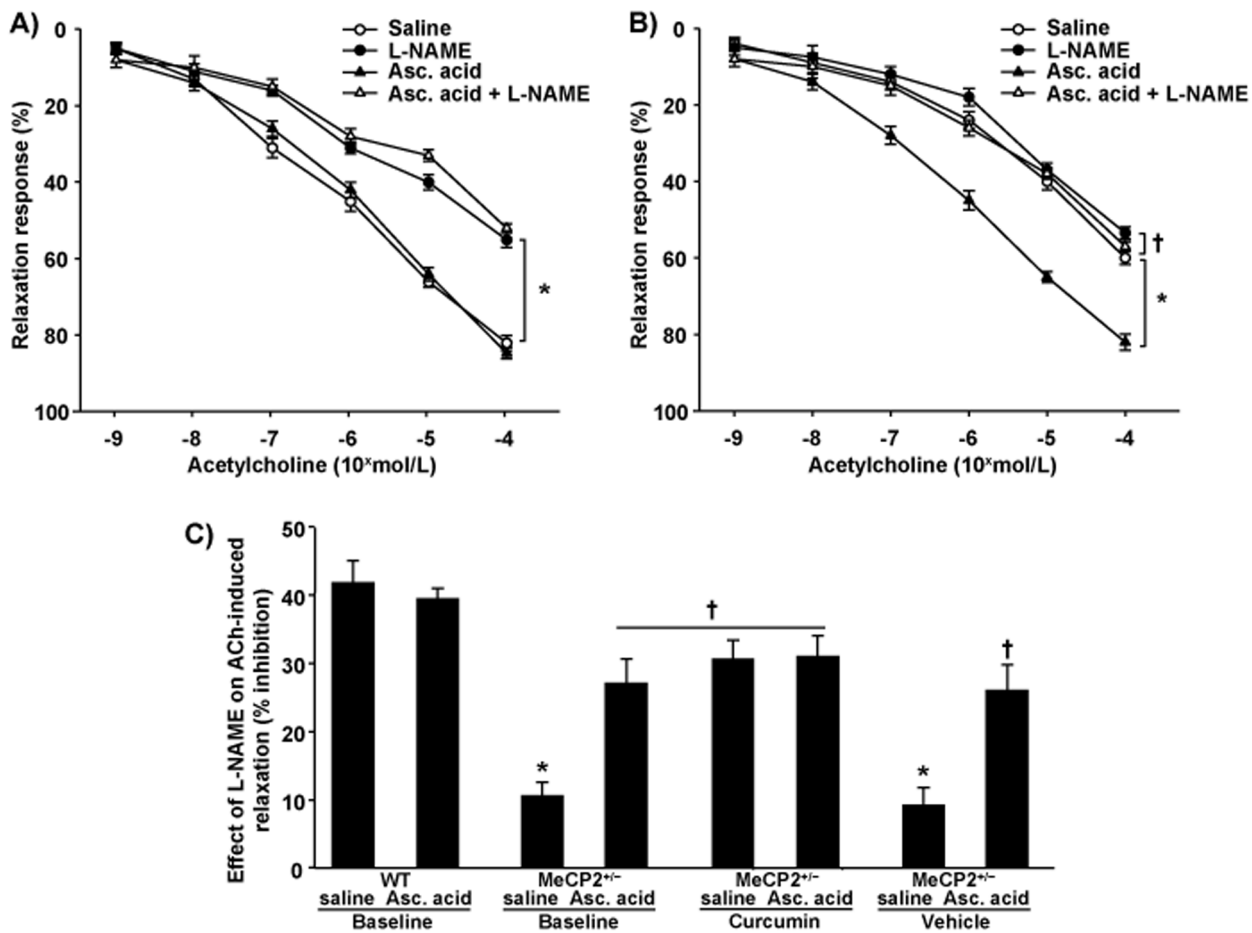 A)
Saline
L-NAME
Asc. acid
Asc. acid + L-NAME
Relaxation response (%)
0
20
40
60
80
100
*
-9 -8 -7 -6 -5 -4
Acetylcholine (10ˣmol/L)
B)
Saline
L-NAME
Asc. acid
Asc. acid + L-NAME
Relaxation response (%)
0
20
40
60
80
100
†
*
-9 -8 -7 -6 -5 -4
Acetylcholine (10ˣmol/L)
C)
Effect of L-NAME on ACh-induced
relaxation (% inhibition)
50
40
30
20
10
0
*
†
*
†
WT MeCP2⁺/⁻ MeCP2⁺/⁻ MeCP2⁺/⁻
saline Asc. acid saline Asc. acid saline Asc. acid saline Asc. acid
Baseline Baseline Curcumin Vehicle